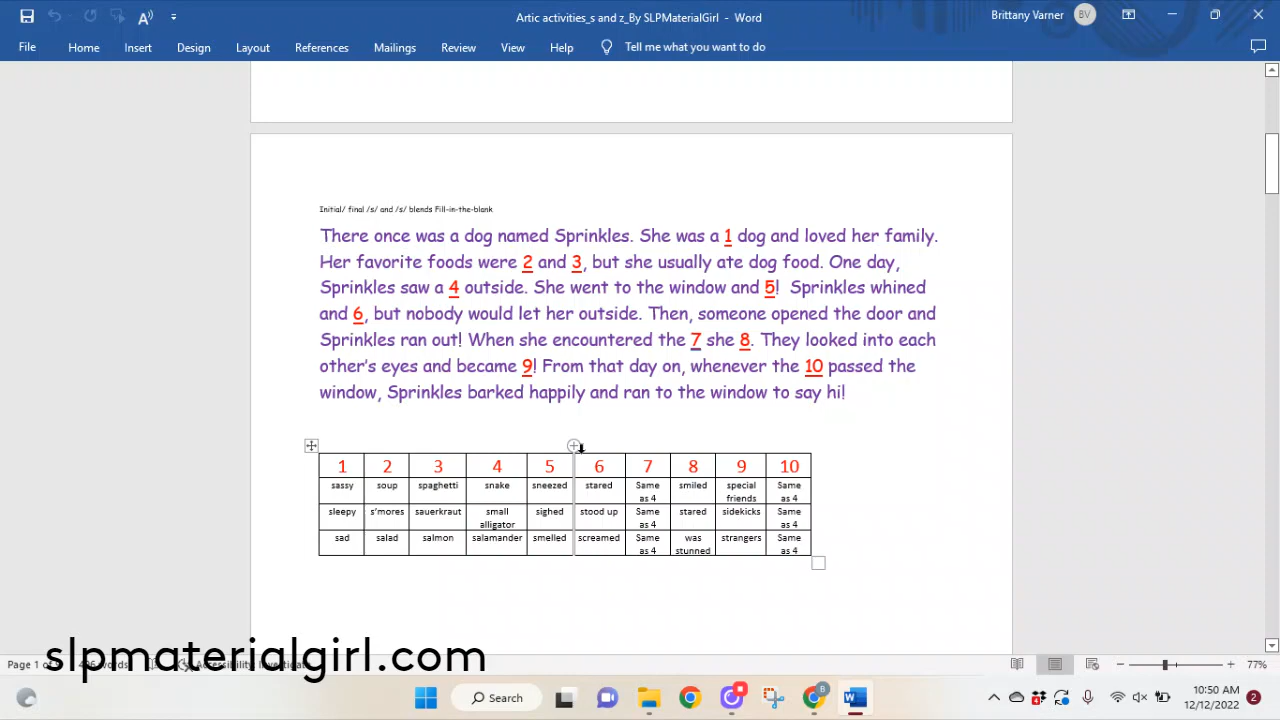 Artic activities_s and z_By SLPMaterialGirl - Word
Brittany Varner BV
File Home Insert Design Layout References Mailings Review View Help Tell me what you want to do
Initial/ final /s/ and /s/ blends Fill-in-the-blank
There once was a dog named Sprinkles. She was a 1 dog and loved her family.
Her favorite foods were 2 and 3, but she usually ate dog food. One day,
Sprinkles saw a 4 outside. She went to the window and 5! Sprinkles whined
and 6, but nobody would let her outside. Then, someone opened the door and
Sprinkles ran out! When she encountered the 7 she 8. They looked into each
other's eyes and became 9! From that day on, whenever the 10 passed the
window, Sprinkles barked happily and ran to the window to say hi!
1 2 3 4 5 6 7 8 9 10
sassy soup spaghetti snake sneezed stared Same as 4 smiled special friends Same as 4
sleepy s'mores sauerkraut small alligator sighed stood up Same as 4 stared sidekicks Same as 4
sad salad salmon salamander smelled screamed Same as 4 was stunned strangers Same as 4
slpmaterialgirl.com
Page 1 of
77%
Search
10:50 AM
12/12/2022